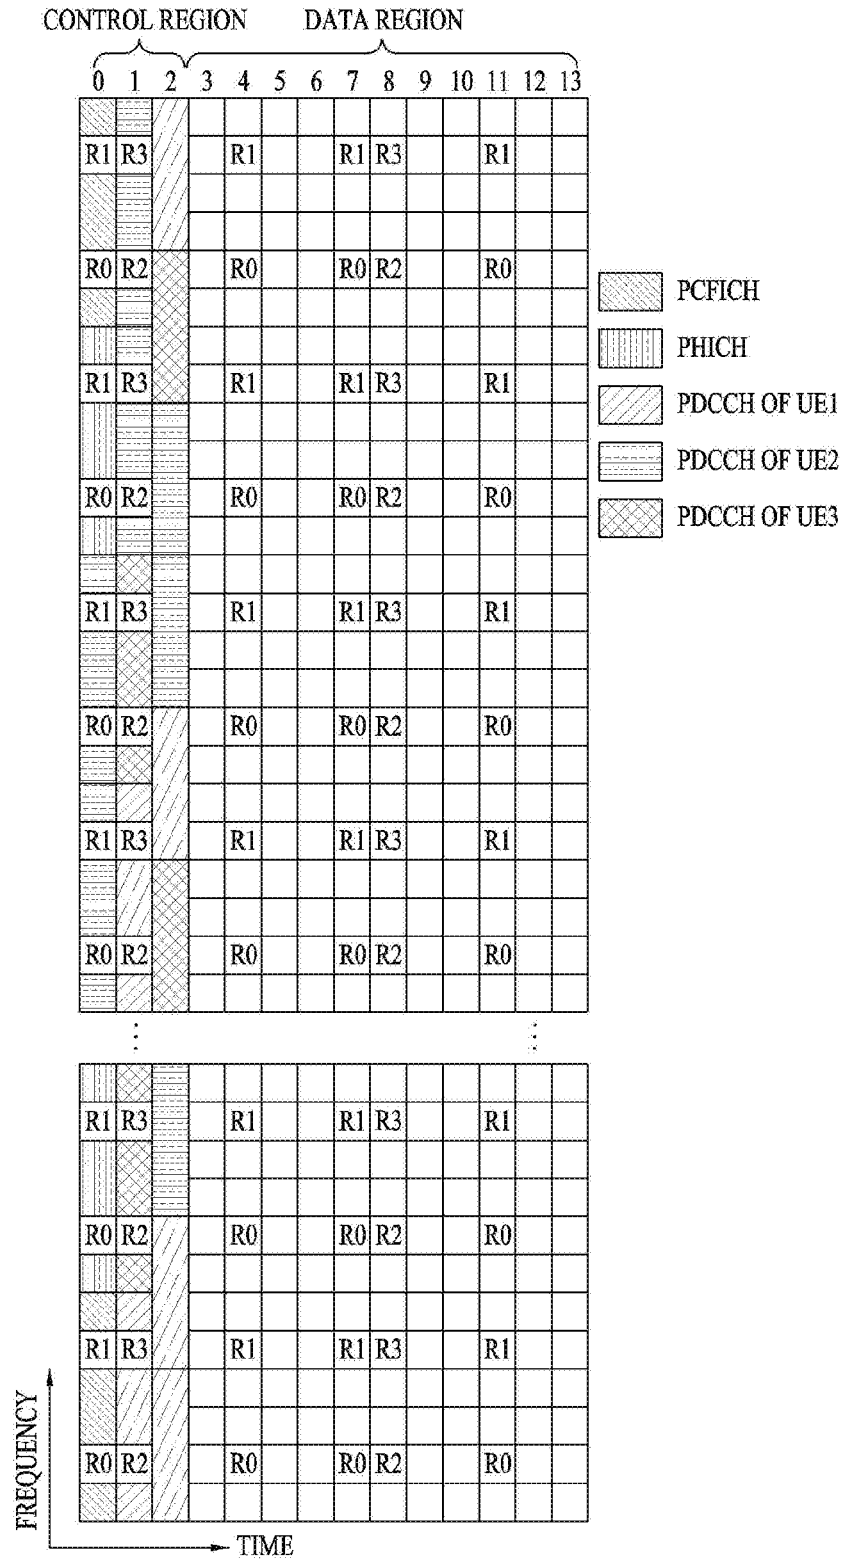 CONTROL REGION DATA REGION
0 1 2 3 4 5 6 7 8 9 10 11 12 13
R1 R3 R1 R1 R3 R1
R0 R2 R0 R0 R2 R0
PCFICH
PHICH
R1 R3 R1 R1 R3 R1
PDCCH OF UE1
PDCCH OF UE2
R0 R2 R0 R0 R2 R0
PDCCH OF UE3
R1 R3 R1 R1 R3 R1
R0 R2 R0 R0 R2 R0
R1 R3 R1 R1 R3 R1
R0 R2 R0 R0 R2 R0
⋮ ⋮
R1 R3 R1 R1 R3 R1
R0 R2 R0 R0 R2 R0
R1 R3 R1 R1 R3 R1
R0 R2 R0 R0 R2 R0
FREQUENCY
TIME